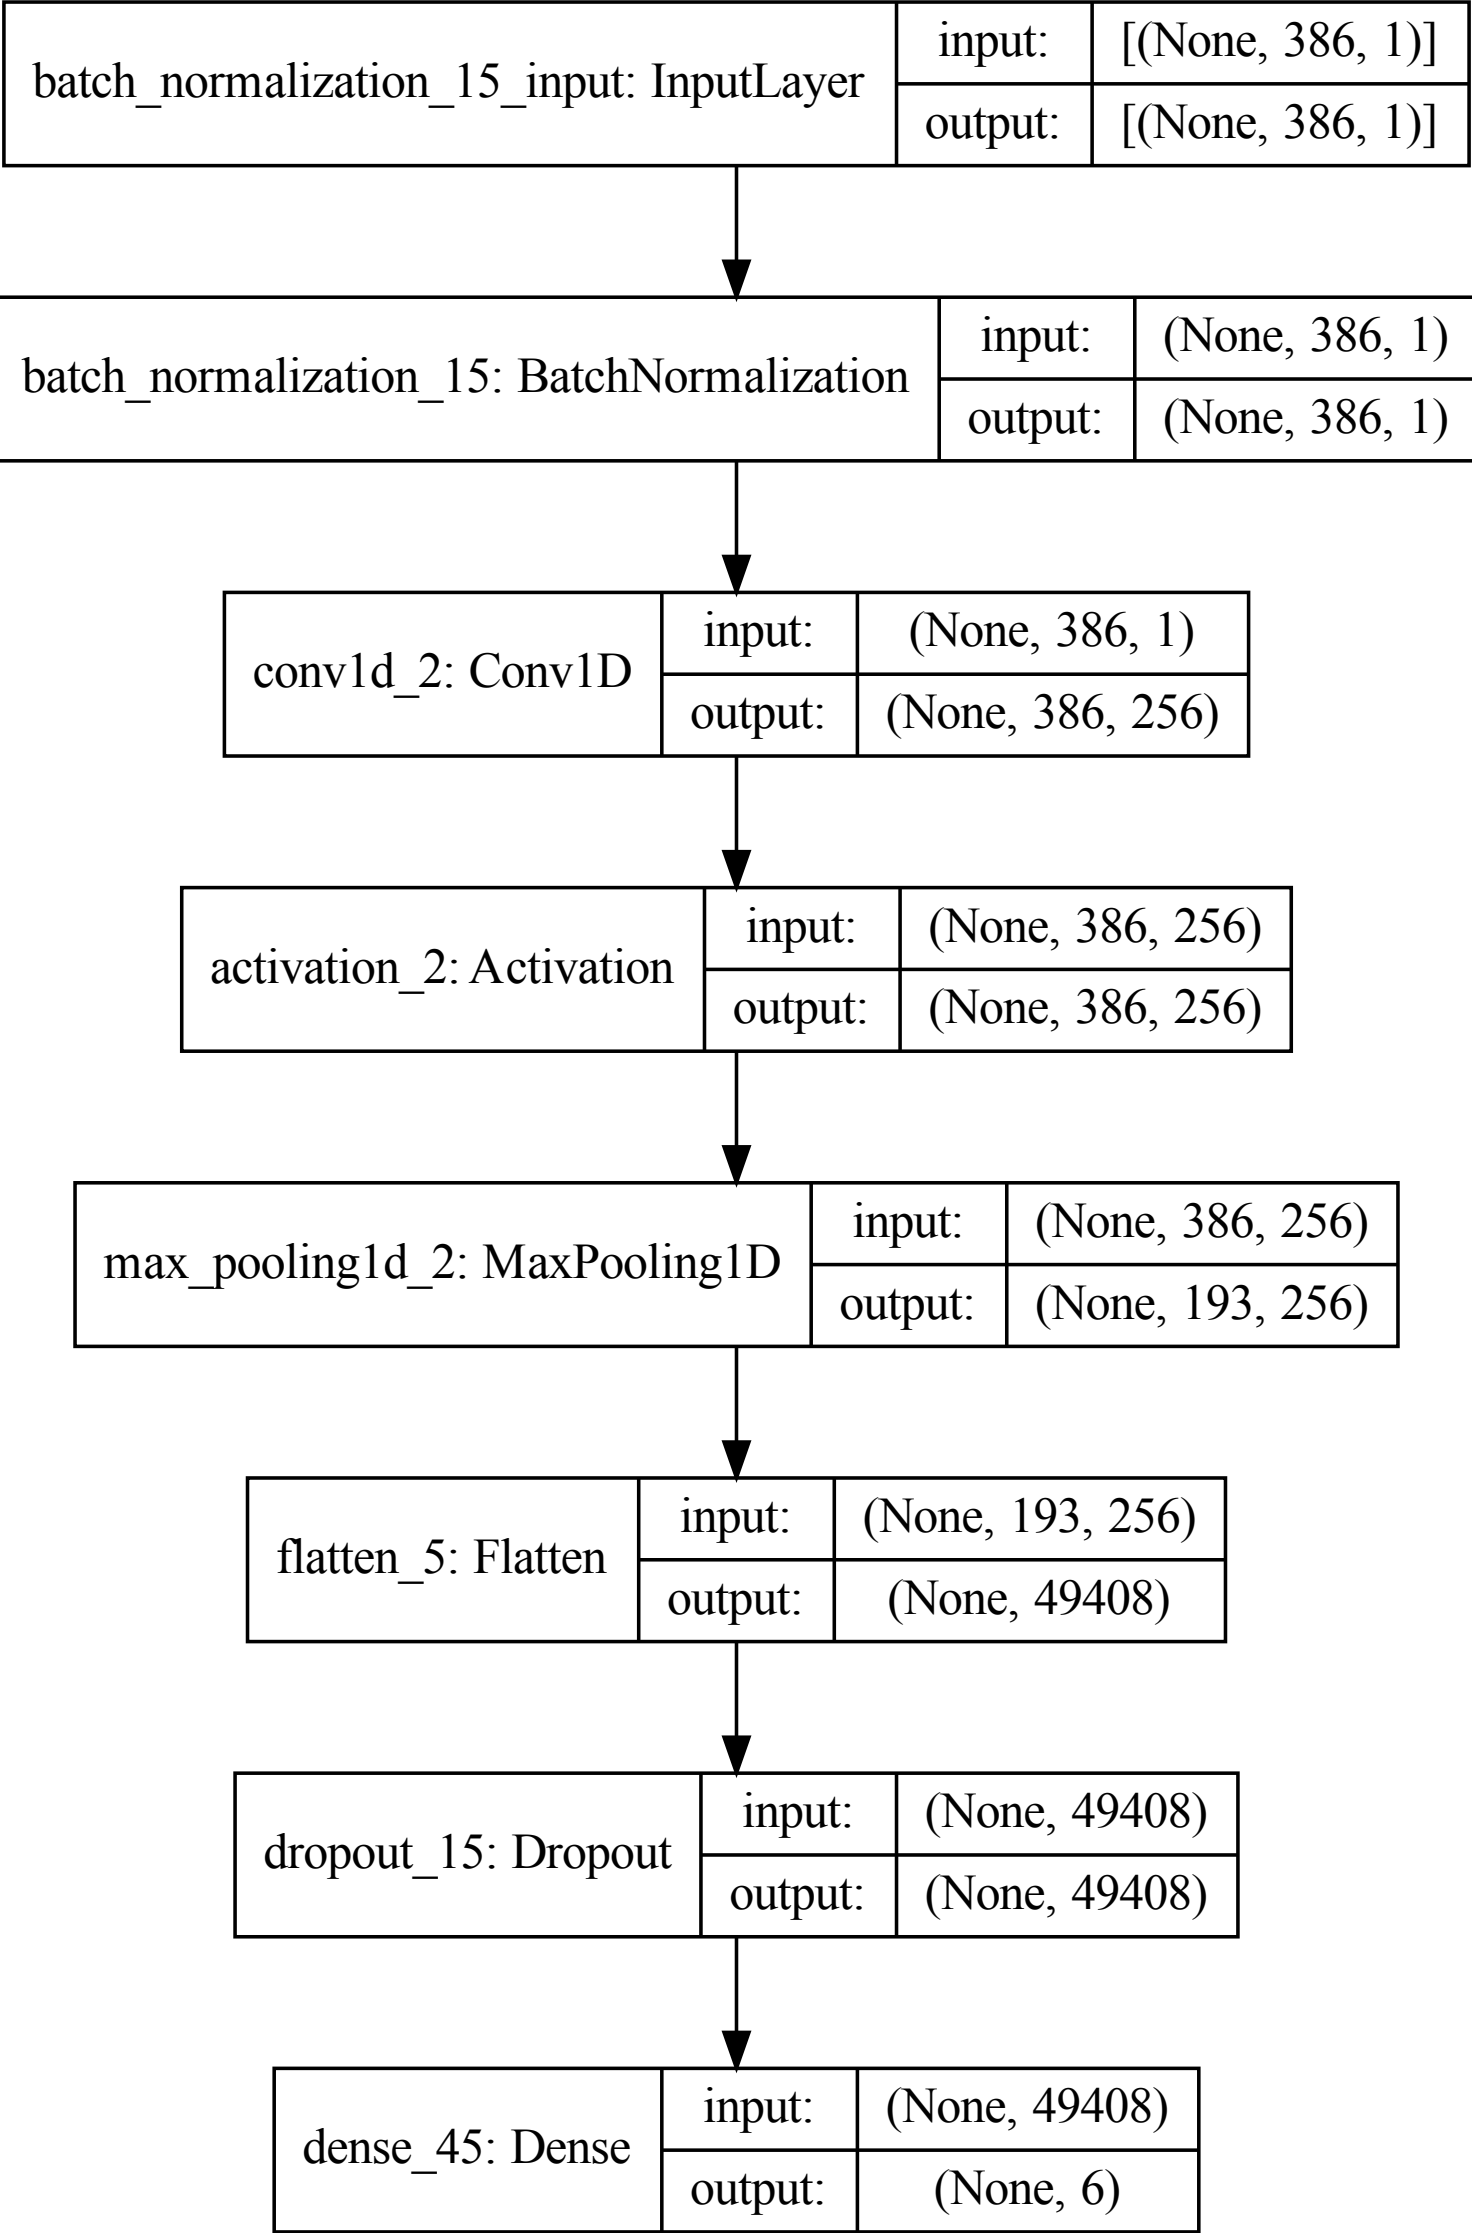 batch_normalization_15_input: InputLayer
input:
[(None, 386, 1)]
output:
[(None, 386, 1)]
batch_normalization_15: BatchNormalization
input:
(None, 386, 1)
output:
(None, 386, 1)
conv1d_2: Conv1D
input:
(None, 386, 1)
output:
(None, 386, 256)
activation_2: Activation
input:
(None, 386, 256)
output:
(None, 386, 256)
max_pooling1d_2: MaxPooling1D
input:
(None, 386, 256)
output:
(None, 193, 256)
flatten_5: Flatten
input:
(None, 193, 256)
output:
(None, 49408)
dropout_15: Dropout
input:
(None, 49408)
output:
(None, 49408)
dense_45: Dense
input:
(None, 49408)
output:
(None, 6)